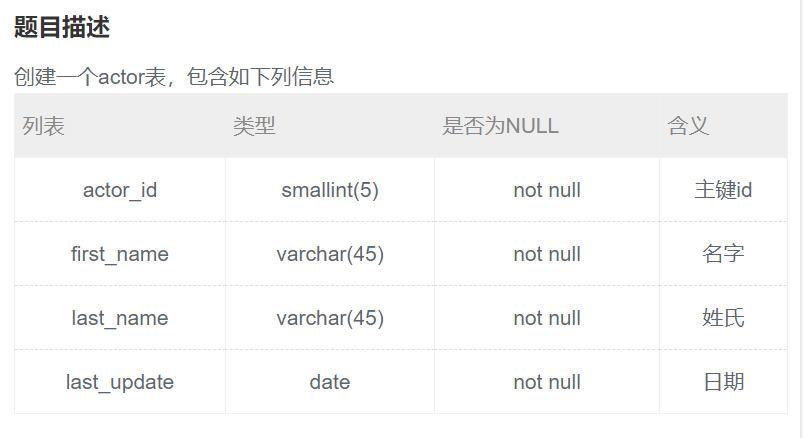 题目描述
创建一个actor表，包含如下列信息
列表 类型 是否为NULL 含义
actor_id smallint(5) not null 主键id
first_name varchar(45) not null 名字
last_name varchar(45) not null 姓氏
last_update date not null 日期